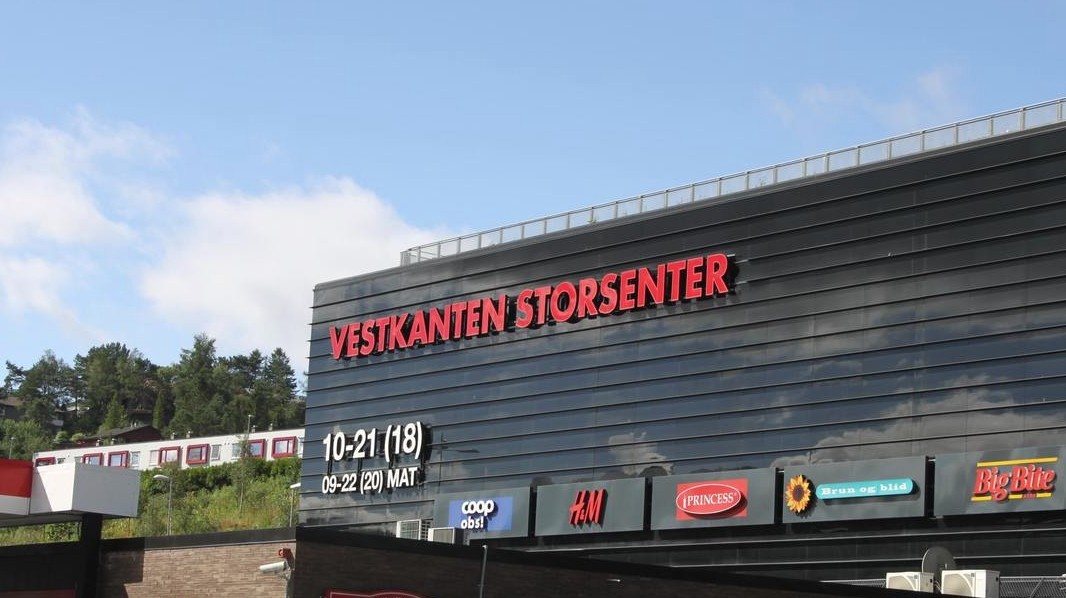 VESTKANTEN STORSENTER
10-21 (18)
09-22 (20) MAT
coop
obs!
H&M
PRINCESS
Brun og blid
Big Bite